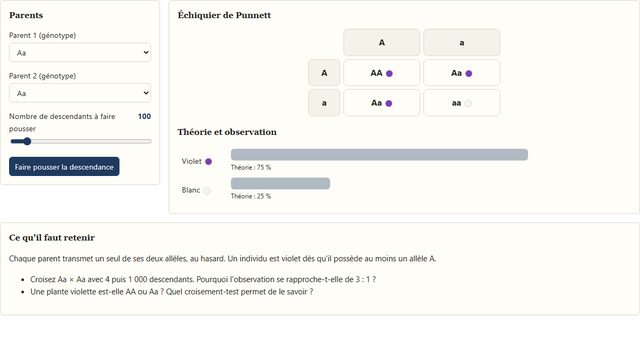 Parents
Parent 1 (génotype)
Aa
Parent 2 (génotype)
Aa
Nombre de descendants à faire
pousser
100
Faire pousser la descendance
Échiquier de Punnett
A
a
A
AA
Aa
a
Aa
aa
Théorie et observation
Violet
Théorie : 75 %
Blanc
Théorie : 25 %
Ce qu'il faut retenir
Chaque parent transmet un seul de ses deux allèles, au hasard. Un individu est violet dès qu'il possède au moins un allèle A.
Croisez Aa × Aa avec 4 puis 1 000 descendants. Pourquoi l'observation se rapproche-t-elle de 3 : 1 ?
Une plante violette est-elle AA ou Aa ? Quel croisement-test permet de le savoir ?